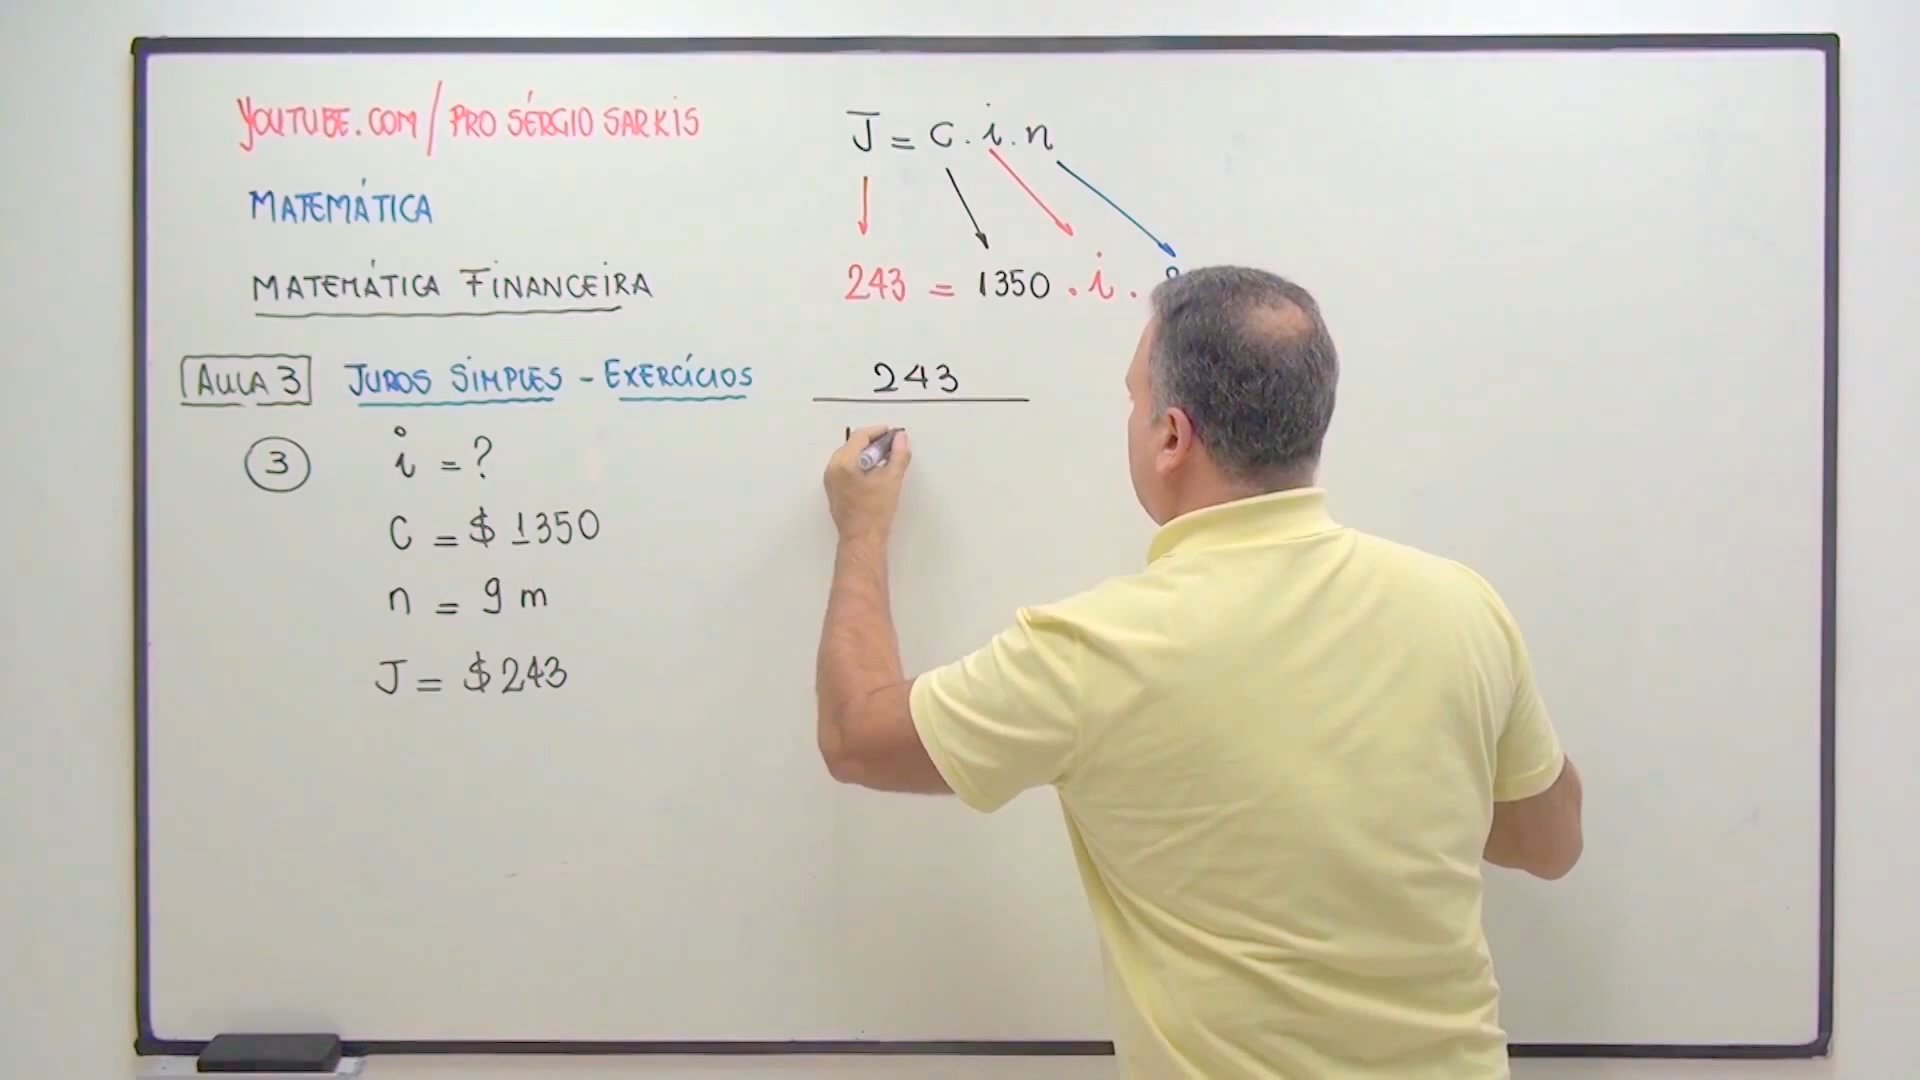 YOUTUBE.COM/PRO SÉRGIO SARKIS
MATEMÁTICA
MATEMÁTICA FINANCEIRA
AULA 3 JUROS SIMPLES - EXERCÍCIOS
3 i = ?
C = $ 1350
n = 9 m
J = $ 243
J = C . i . n
243 = 1350 . i .
243